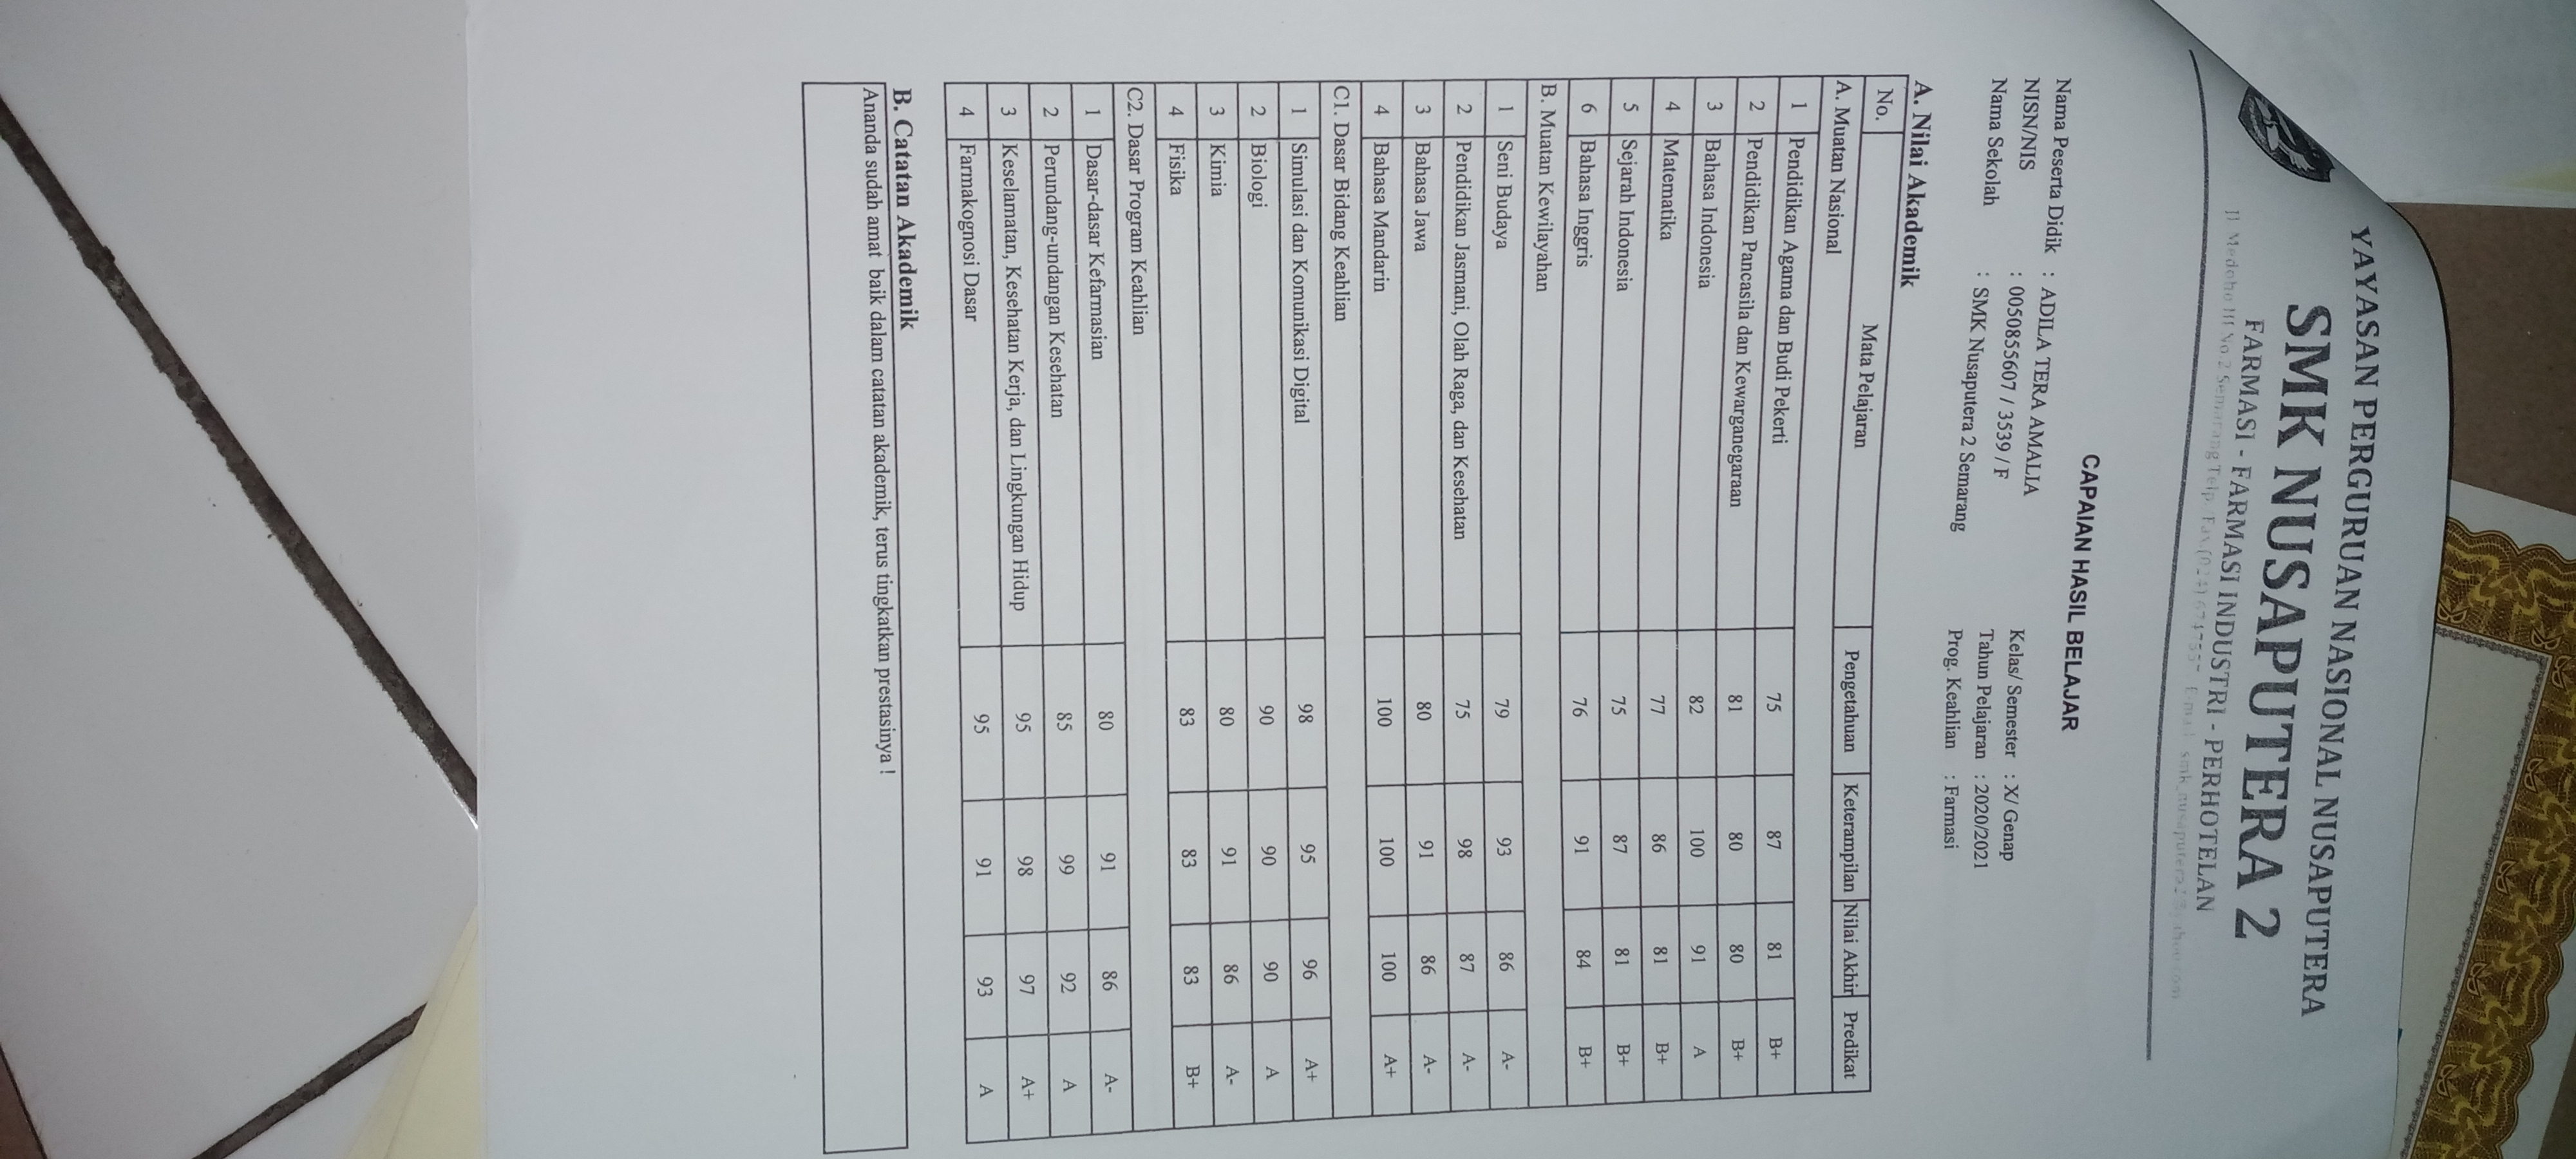 YAYASAN PERGURUAN NASIONAL NUSAPUTERA
SMK NUSAPUTERA 2
FARMASI - FARMASI INDUSTRI - PERHOTELAN
Jl Medoho III No.2 Semarang Telp/Fax (024)
CAPAIAN HASIL BELAJAR
Nama Peserta Didik : ADILA TERA AMALIA
NISN/NIS : 0050855607 / 3539 / F
Nama Sekolah : SMK Nusaputera 2 Semarang
Kelas/ Semester : X/ Genap
Tahun Pelajaran : 2020/2021
Prog. Keahlian : Farmasi
A. Nilai Akademik
No. Mata Pelajaran Pengetahuan Keterampilan Nilai Akhir Predikat
A. Muatan Nasional
1 Pendidikan Agama dan Budi Pekerti 75 87 81 B+
2 Pendidikan Pancasila dan Kewarganegaraan 81 80 80 B+
3 Bahasa Indonesia 82 100 91 A
4 Matematika 77 86 81 B+
5 Sejarah Indonesia 75 87 81 B+
6 Bahasa Inggris 76 91 84 B+
B. Muatan Kewilayahan
1 Seni Budaya 79 93 86 A-
2 Pendidikan Jasmani, Olah Raga, dan Kesehatan 75 98 87 A-
3 Bahasa Jawa 80 91 86 A-
4 Bahasa Mandarin 100 100 100 A+
C1. Dasar Bidang Keahlian
1 Simulasi dan Komunikasi Digital 98 95 96 A+
2 Biologi 90 90 90 A
3 Kimia 80 91 86 A-
4 Fisika 83 83 83 B+
C2. Dasar Program Keahlian
1 Dasar-dasar Kefarmasian 80 91 86 A-
2 Perundang-undangan Kesehatan 85 99 92 A
3 Keselamatan, Kesehatan Kerja, dan Lingkungan Hidup 95 98 97 A+
4 Farmakognosi Dasar 95 91 93 A
B. Catatan Akademik
Ananda sudah amat baik dalam catatan akademik, terus tingkatkan prestasinya !